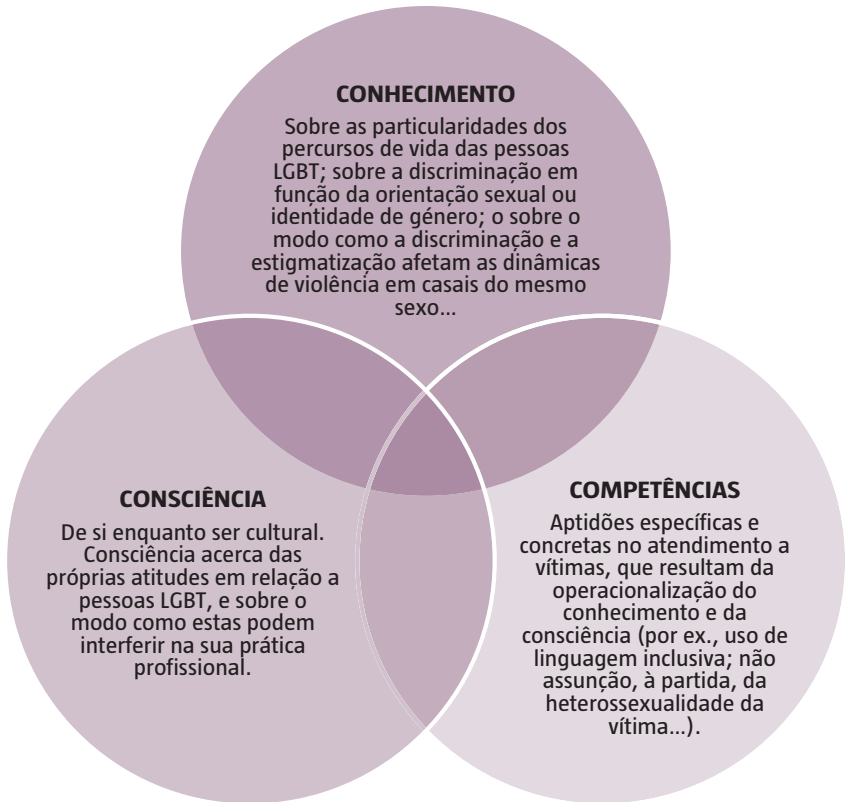 CONHECIMENTO
Sobre as particularidades dos
percursos de vida das pessoas
LGBT; sobre a discriminação em
função da orientação sexual ou
identidade de género; o sobre o
modo como a discriminação e a
estigmatização afetam as dinâmicas
de violência em casais do mesmo
sexo...
CONSCIÊNCIA
De si enquanto ser cultural.
Consciência acerca das
próprias atitudes em relação a
pessoas LGBT, e sobre o
modo como estas podem
interferir na sua prática
profissional.
COMPETÊNCIAS
Aptidões específicas e
concretas no atendimento a
vítimas, que resultam da
operacionalização do
conhecimento e da
consciência (por ex., uso de
linguagem inclusiva; não
assunção, à partida, da
heterossexualidade da
vítima...).